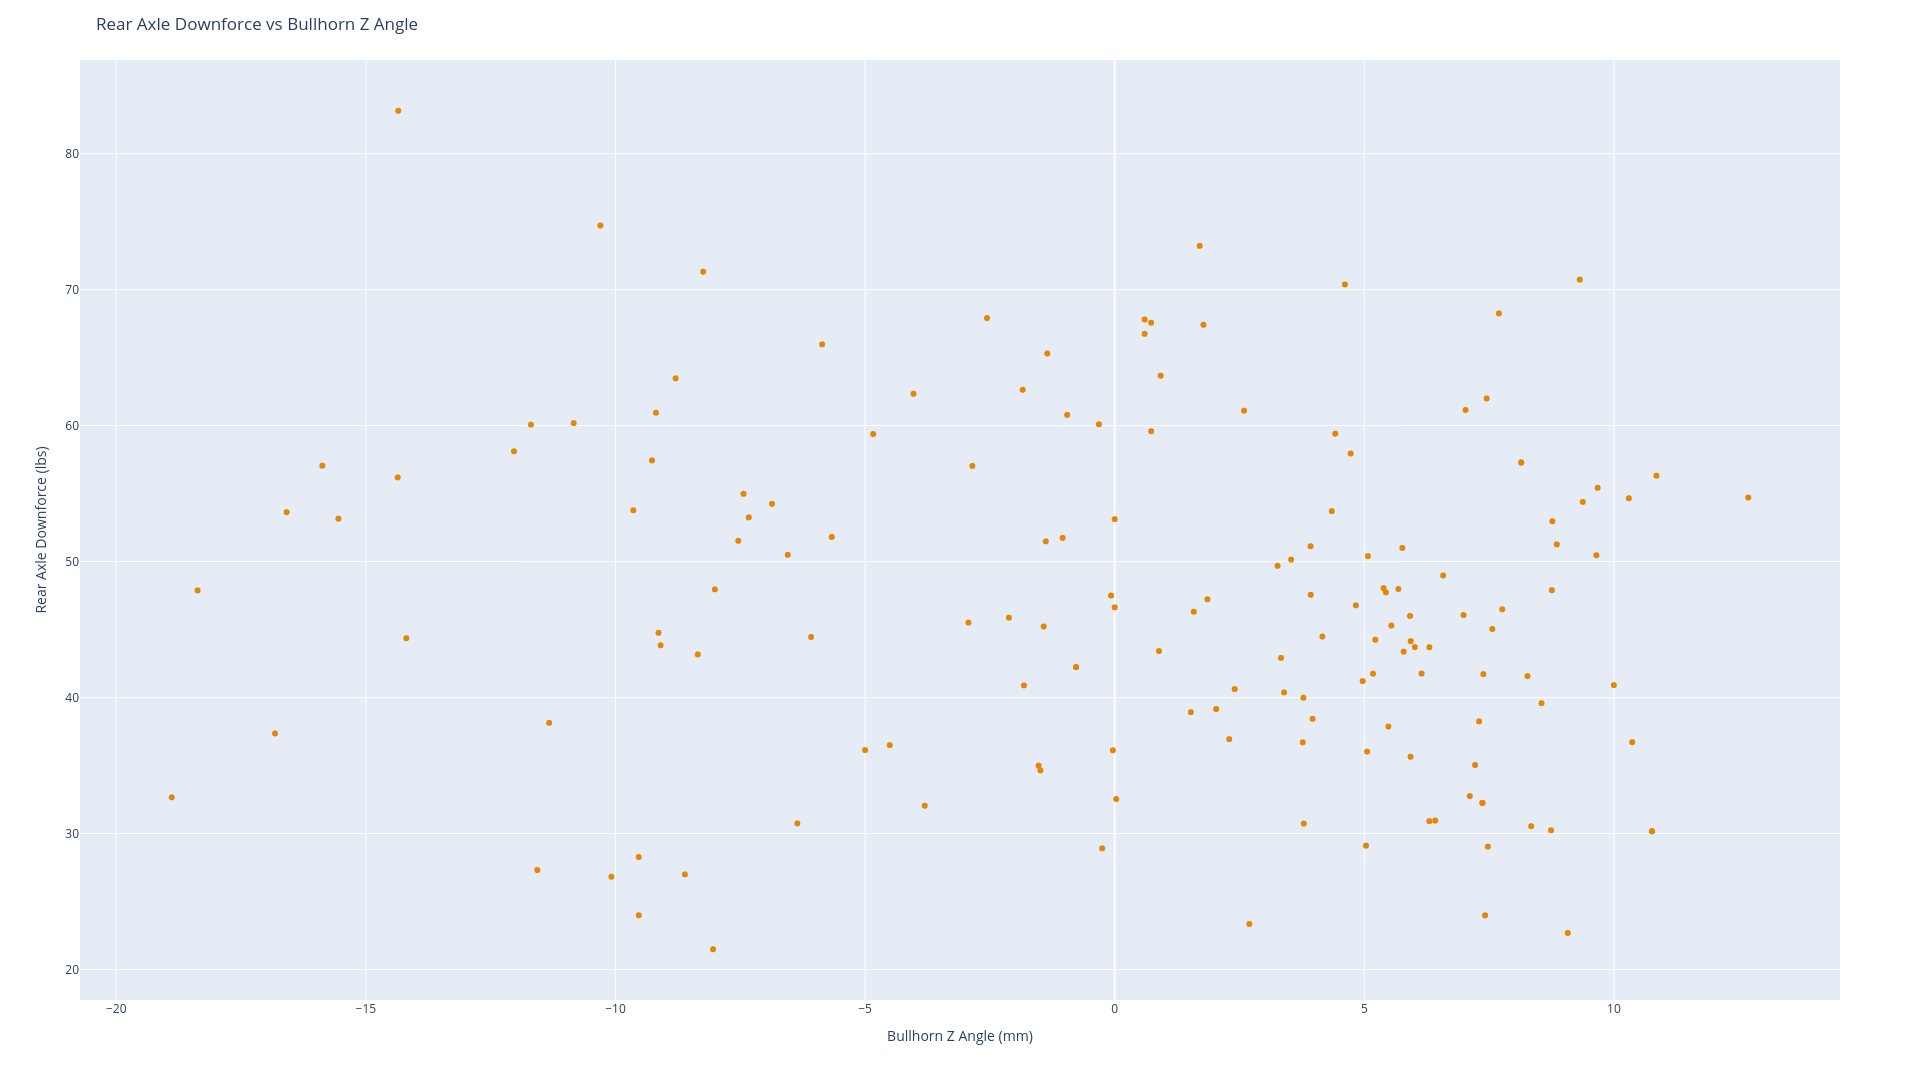 Rear Axle Downforce vs Bullhorn Z Angle
80
70
60
50
40
30
20
Rear Axle Downforce (lbs)
−20 −15 −10 −5 0 5 10
Bullhorn Z Angle (mm)